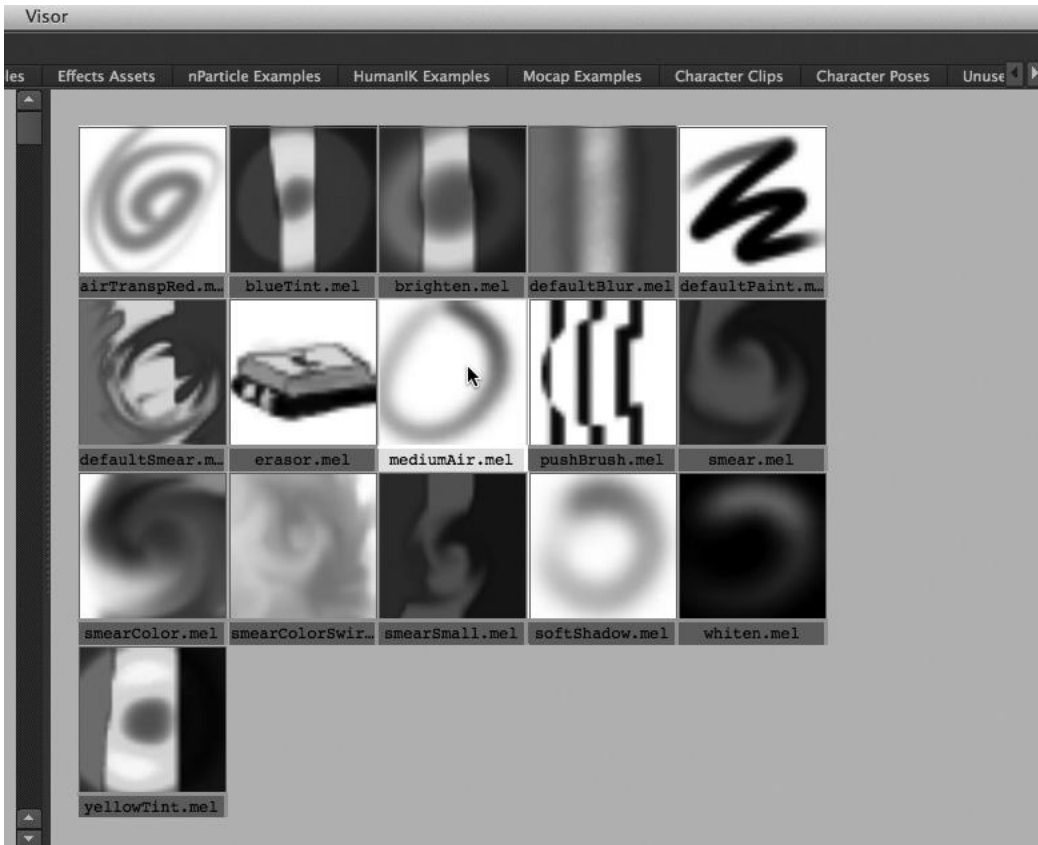 Visor
les Effects Assets nParticle Examples HumanIK Examples Mocap Examples Character Clips Character Poses Unuse
airTranspRed.m… blueTint.mel brighten.mel defaultBlur.mel defaultPaint.m…
defaultSmear.m… erasor.mel mediumAir.mel pushBrush.mel smear.mel
smearColor.mel smearColorSwir… smearSmall.mel softShadow.mel whiten.mel
yellowTint.mel